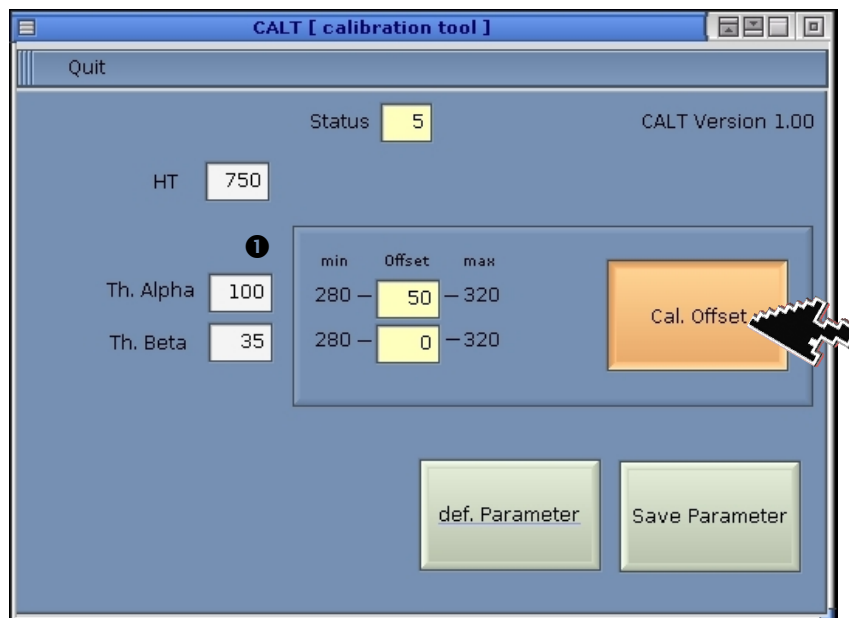 CALT [ calibration tool ]
Quit
Status 5 CALT Version 1.00
HT 750
❶
min Offset max
Th. Alpha 100 280 – 50 – 320
Th. Beta 35 280 – 0 – 320
Cal. Offset
def. Parameter Save Parameter